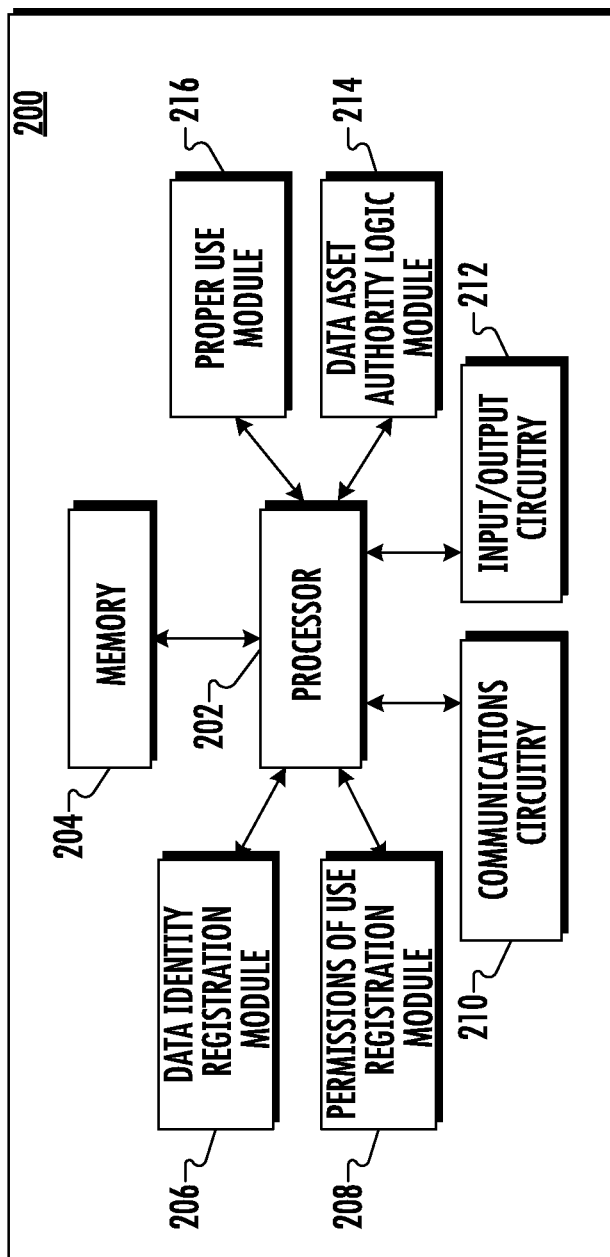 200
204
MEMORY
206
DATA IDENTITY
REGISTRATION
MODULE
202
PROCESSOR
PROPER USE
MODULE
216
208
PERMISSIONS OF USE
REGISTRATION
MODULE
DATA ASSET
AUTHORITY LOGIC
MODULE
214
210
COMMUNICATIONS
CIRCUITRY
INPUT/OUTPUT
CIRCUITRY
212